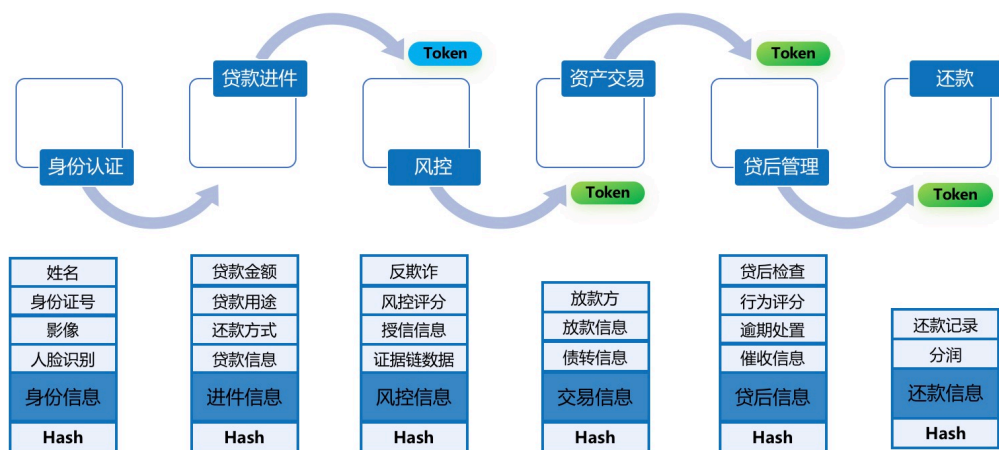 Token
Token
贷款进件
资产交易
还款
身份认证
风控
贷后管理
Token
Token
姓名
身份证号
影像
人脸识别
身份信息
Hash
贷款金额
贷款用途
还款方式
贷款信息
进件信息
Hash
反欺诈
风控评分
授信信息
证据链数据
风控信息
Hash
放款方
放款信息
债转信息
交易信息
Hash
贷后检查
行为评分
逾期处置
催收信息
贷后信息
Hash
还款记录
分润
还款信息
Hash